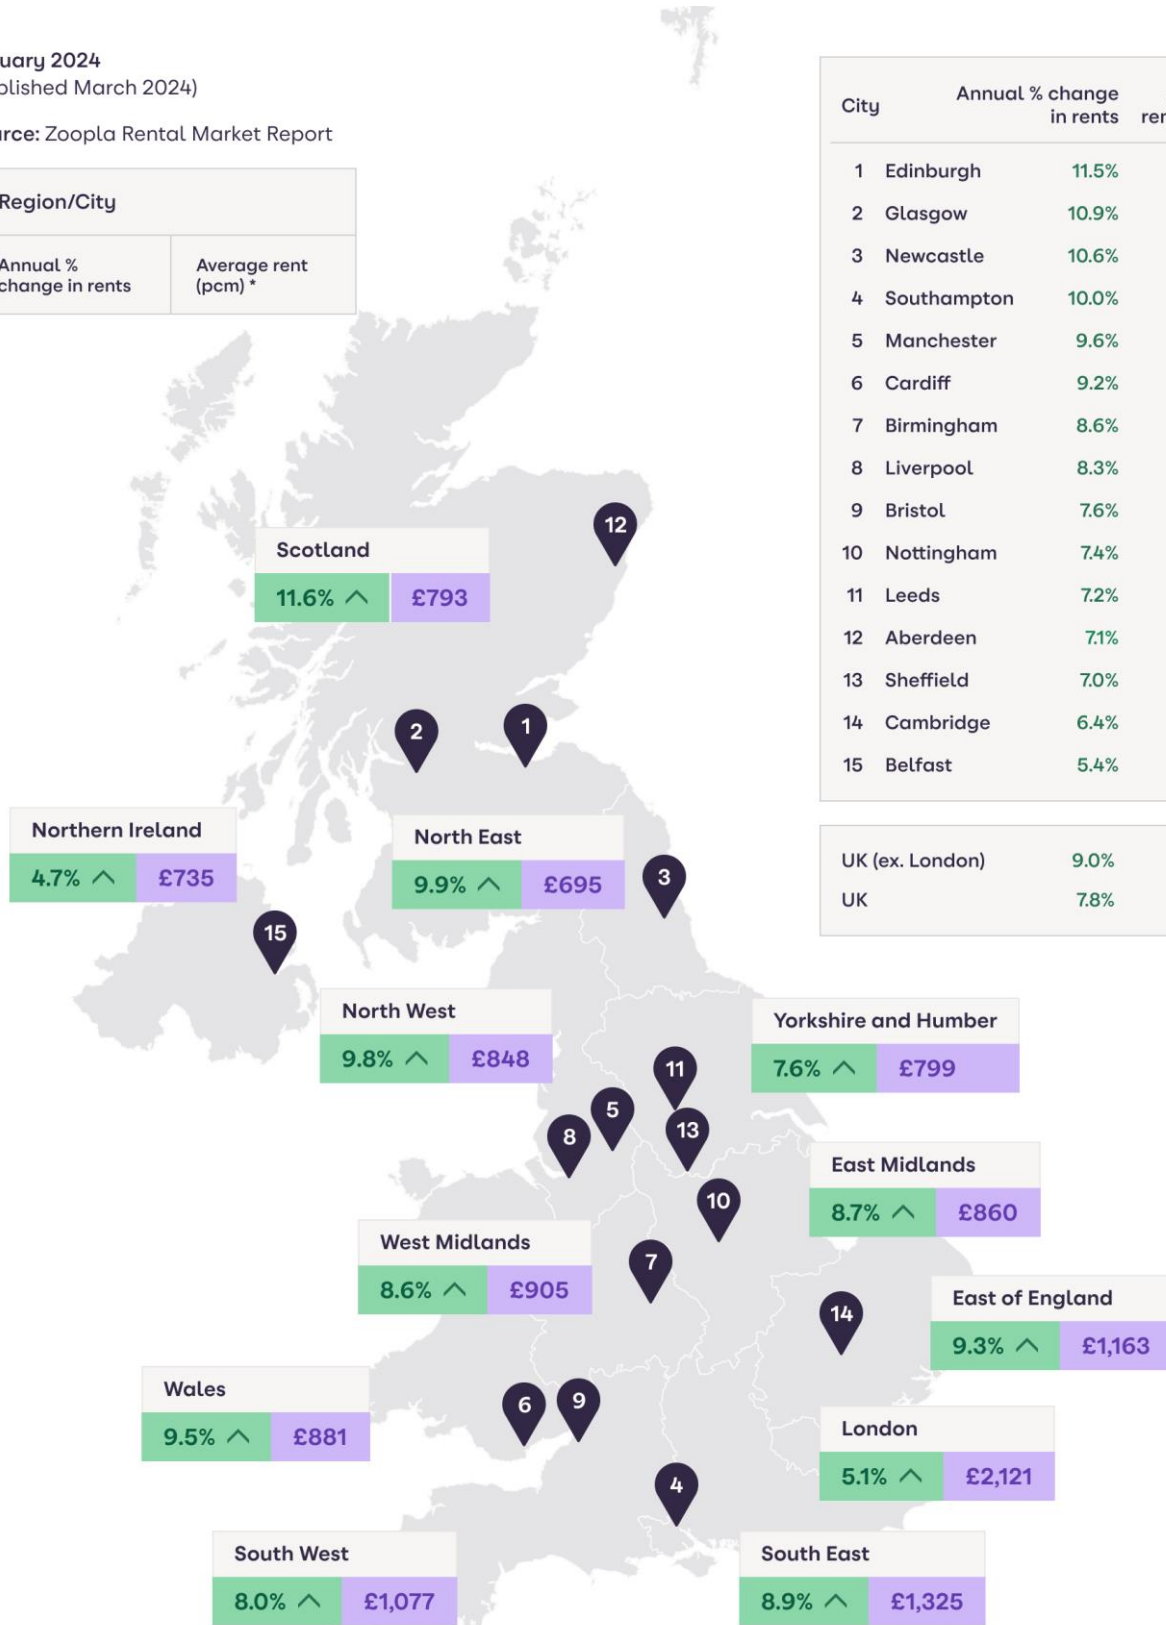 uary 2024
blished March 2024)
rce: Zoopla Rental Market Report
Region/City
Annual %
change in rents
Average rent
(pcm) *
City
Annual % change
in rents
ren
1 Edinburgh 11.5%
2 Glasgow 10.9%
3 Newcastle 10.6%
4 Southampton 10.0%
5 Manchester 9.6%
6 Cardiff 9.2%
7 Birmingham 8.6%
8 Liverpool 8.3%
9 Bristol 7.6%
10 Nottingham 7.4%
11 Leeds 7.2%
12 Aberdeen 7.1%
13 Sheffield 7.0%
14 Cambridge 6.4%
15 Belfast 5.4%
UK (ex. London) 9.0%
UK 7.8%
12
Scotland
11.6% £793
2
1
Northern Ireland
4.7% £735
North East
9.9% £695
3
15
North West
9.8% £848
Yorkshire and Humber
7.6% £799
11
5
13
8
East Midlands
8.7% £860
10
West Midlands
8.6% £905
7
East of England
9.3% £1,163
14
Wales
9.5% £881
6
9
London
5.1% £2,121
4
South West
8.0% £1,077
South East
8.9% £1,325